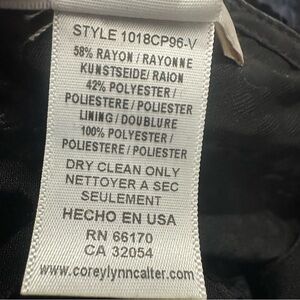 STYLE 1018CP96-V
58% RAYON / RAYONNE
KUNSTSEIDE/ RAION
42% POLYESTER /
POLIESTERE / POLIESTER
LINING / DOUBLURE
100% POLYESTER /
POLIESTERE / POLIESTER
DRY CLEAN ONLY
NETTOYER A SEC
SEULEMENT
HECHO EN USA
RN 66170
CA 32054
www.coreylynncalter.com